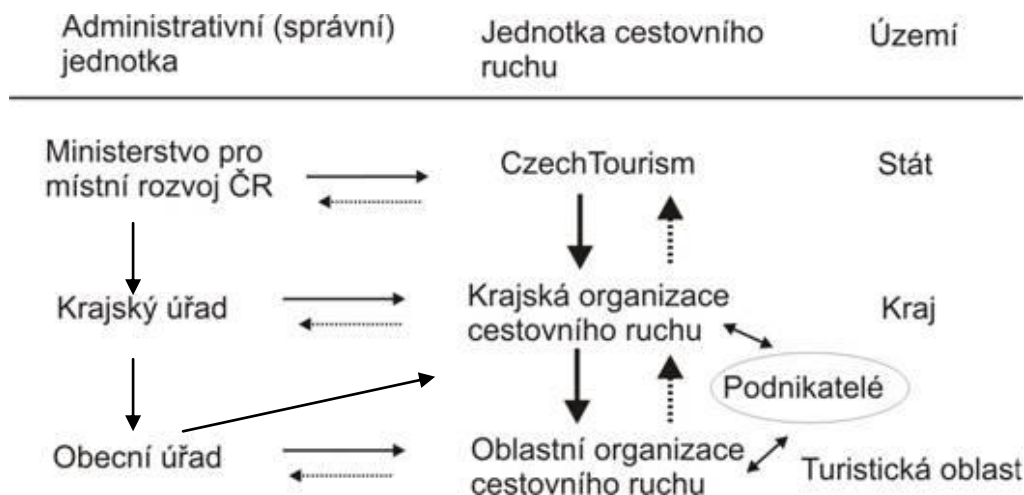 Administrativní (správní)
jednotka
Jednotka cestovního
ruchu
Území
Ministerstvo pro
místní rozvoj ČR
CzechTourism
Stát
Krajský úřad
Krajská organizace
cestovního ruchu
Kraj
Podnikatelé
Obecní úřad
Oblastní organizace
cestovního ruchu
Turistická oblast